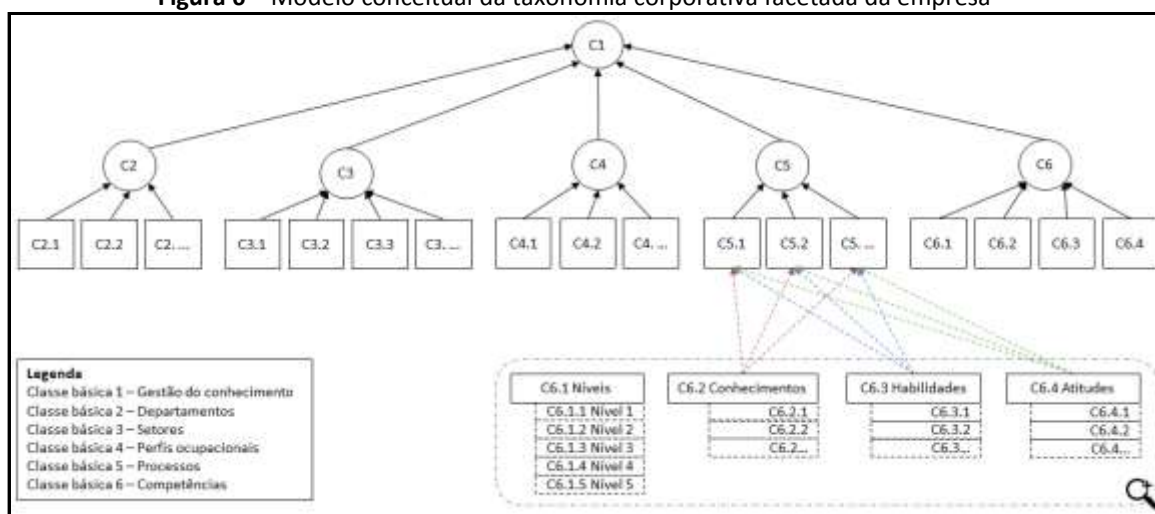 Figura 6 – Modelo conceitual da taxonomia corporativa facetada da empresa
C1
C2
C3
C4
C5
C6
C2.1
C2.2
C2. ...
C3.1
C3.2
C3.3
C3. ...
C4.1
C4.2
C4. ...
C5.1
C5.2
C5. ...
C6.1
C6.2
C6.3
C6.4
Legenda
Classe básica 1 – Gestão do conhecimento
Classe básica 2 – Departamentos
Classe básica 3 – Setores
Classe básica 4 – Perfis ocupacionais
Classe básica 5 – Processos
Classe básica 6 – Competências
C6.1 Níveis
C6.1.1 Nível 1
C6.1.2 Nível 2
C6.1.3 Nível 3
C6.1.4 Nível 4
C6.1.5 Nível 5
C6.2 Conhecimentos
C6.2.1
C6.2.2
C6.2...
C6.3 Habilidades
C6.3.1
C6.3.2
C6.3...
C6.4 Atitudes
C6.4.1
C6.4.2
C6.4...